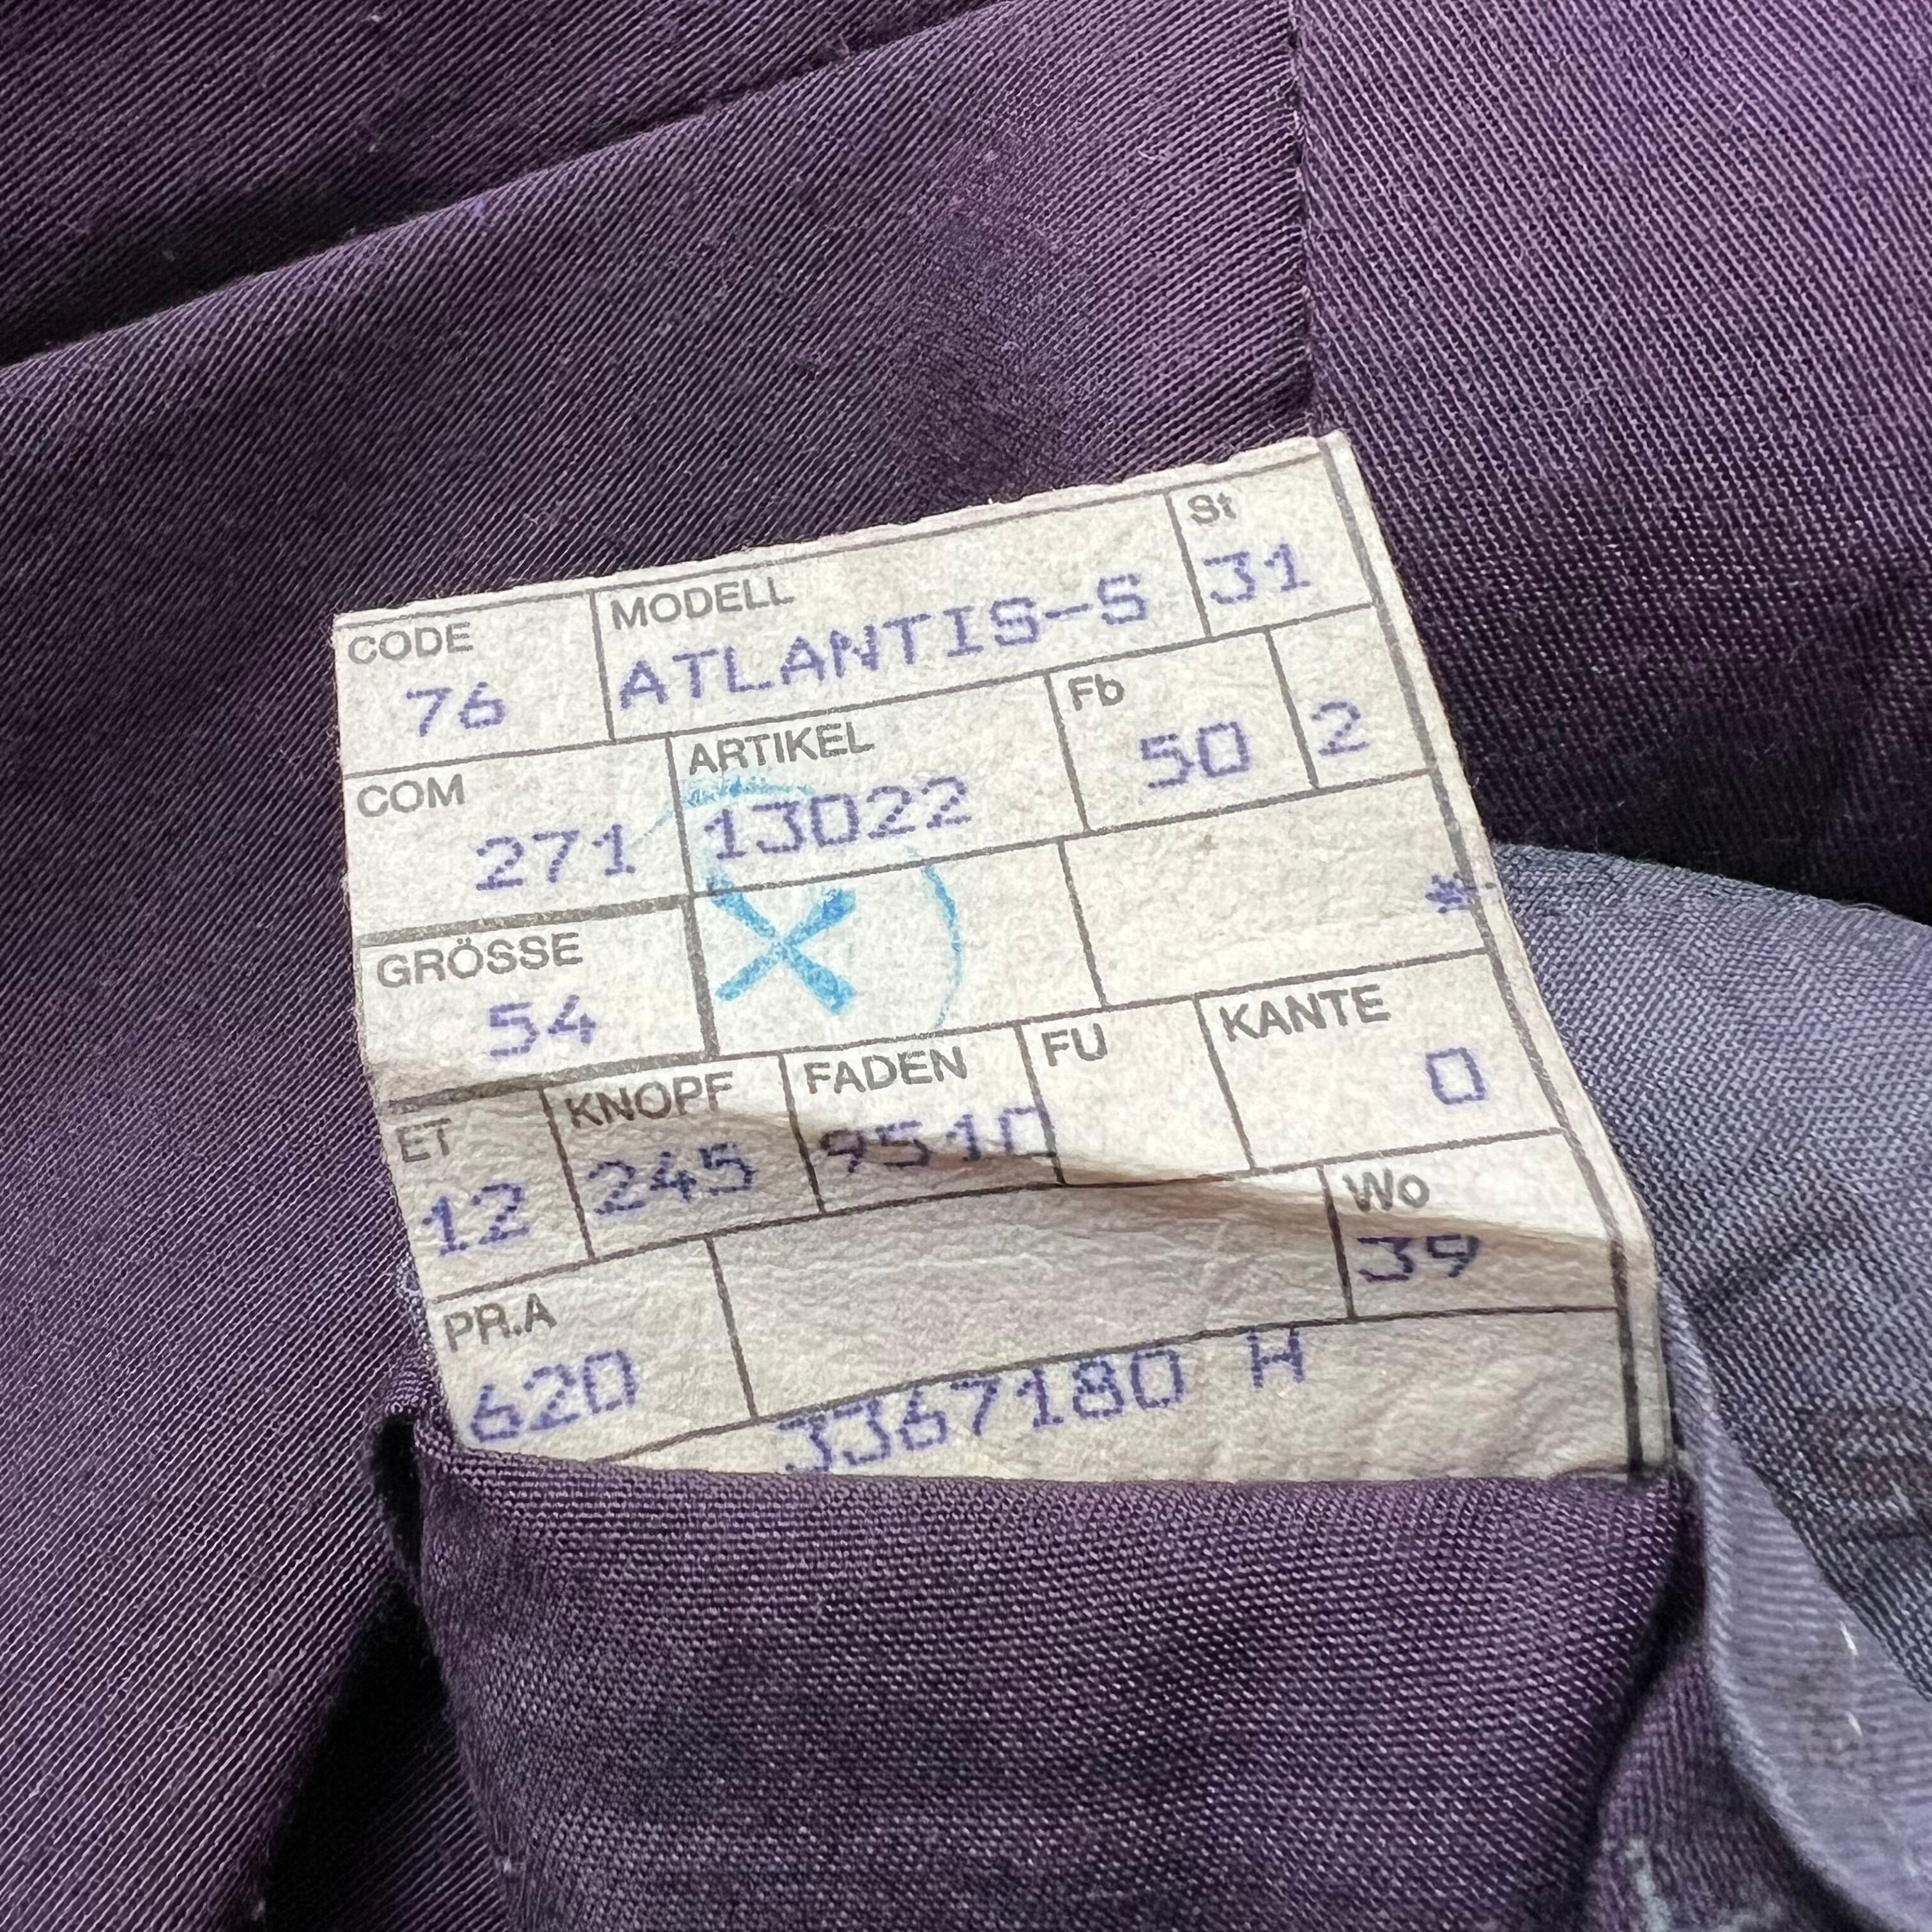 CODE MODELL St
76 ATLANTIS-S 31
COM ARTIKEL Fb
271 13022 50 2
GRÖSSE X *
54
ET KNOPF FADEN FU KANTE
12 245 9510 0
PR.A Wo
620 39
3367180 H